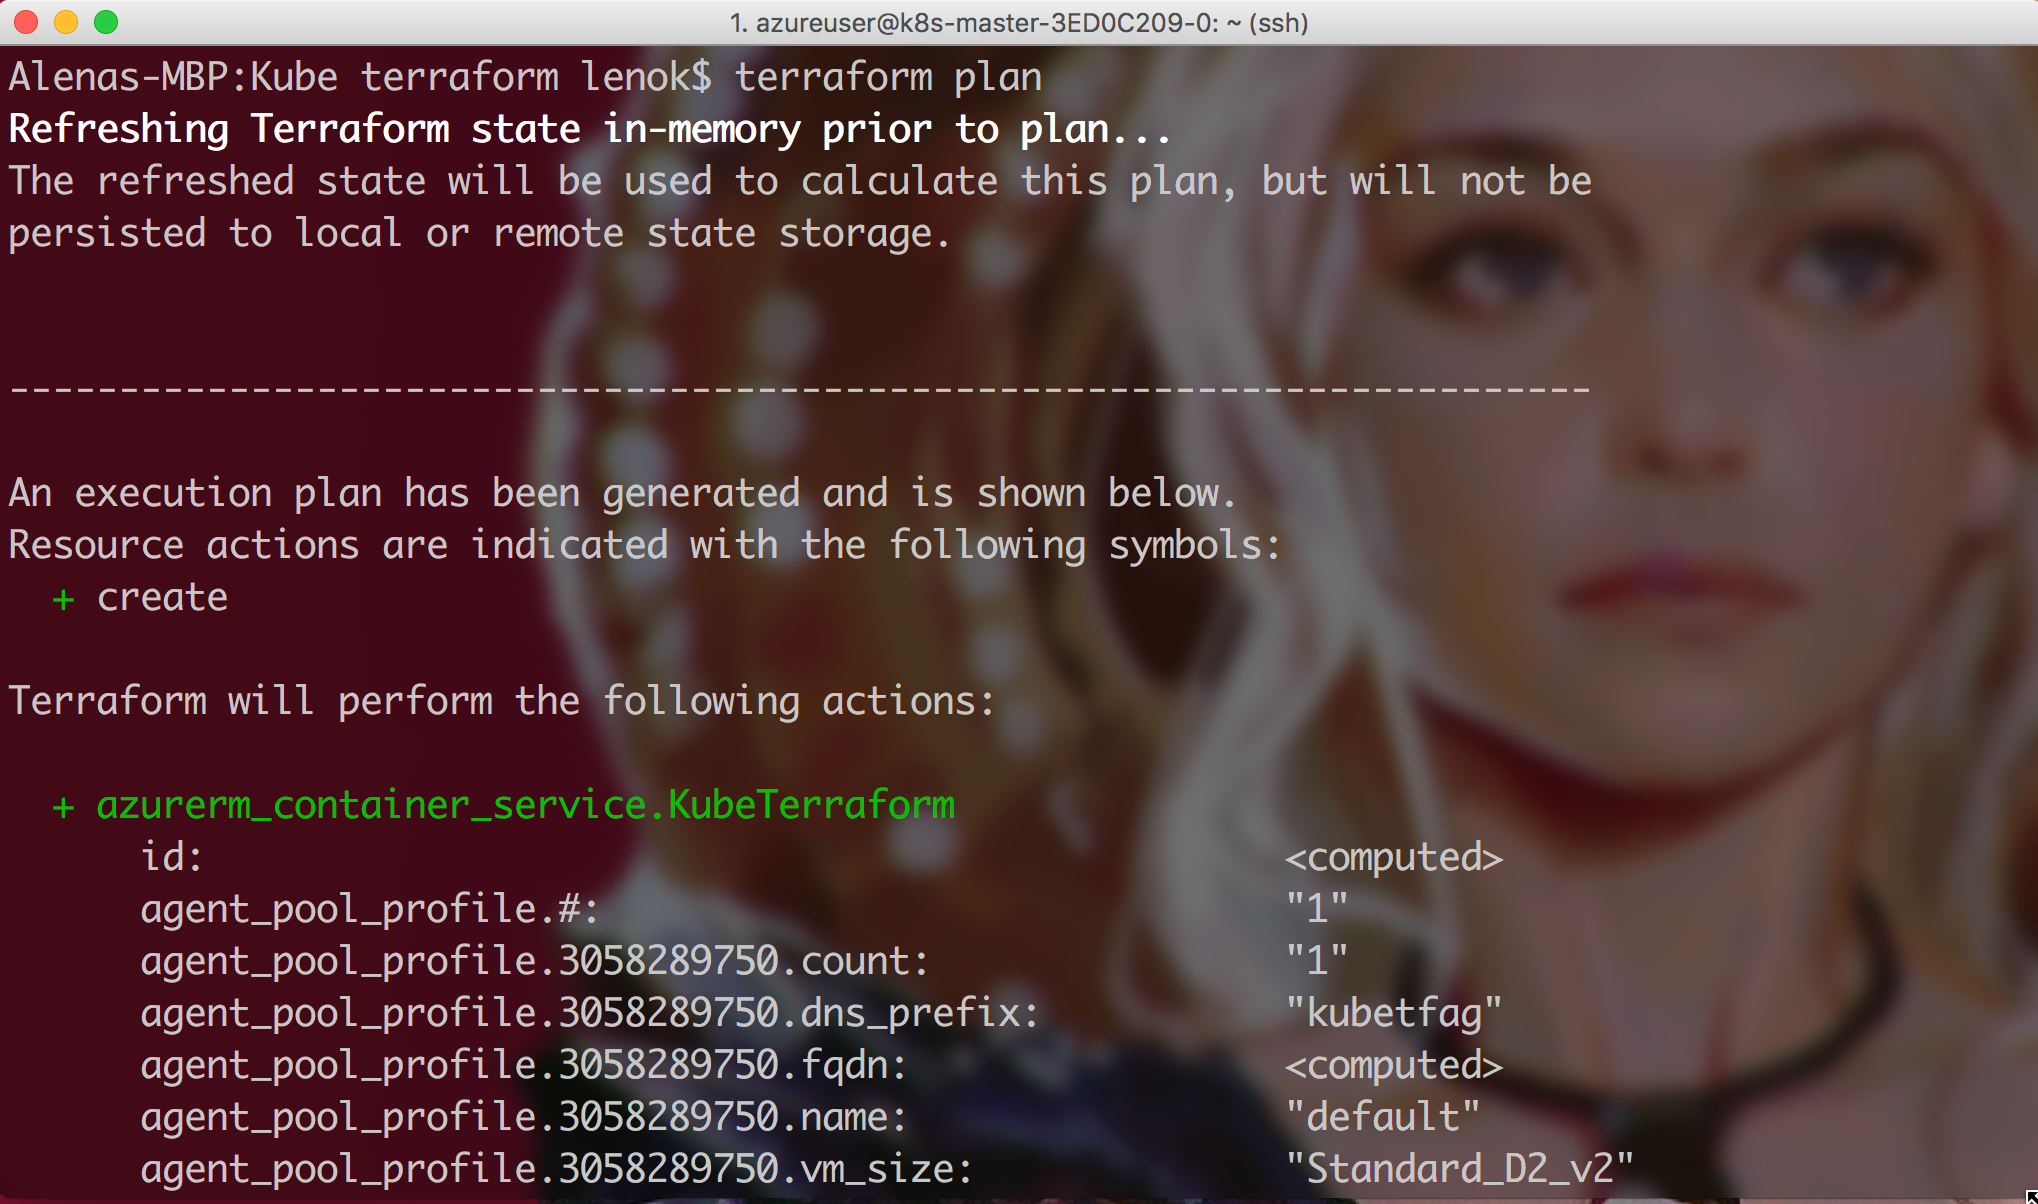 1. azureuser@k8s-master-3ED0C209-0: ~ (ssh)
Alenas-MBP:Kube terraform lenok$ terraform plan
Refreshing Terraform state in-memory prior to plan...
The refreshed state will be used to calculate this plan, but will not be
persisted to local or remote state storage.
------------------------------------------------------------------------
An execution plan has been generated and is shown below.
Resource actions are indicated with the following symbols:
  + create
Terraform will perform the following actions:
  + azurerm_container_service.KubeTerraform
      id:                                                  <computed>
      agent_pool_profile.#:                                "1"
      agent_pool_profile.3058289750.count:                 "1"
      agent_pool_profile.3058289750.dns_prefix:            "kubetfag"
      agent_pool_profile.3058289750.fqdn:                  <computed>
      agent_pool_profile.3058289750.name:                  "default"
      agent_pool_profile.3058289750.vm_size:               "Standard_D2_v2"